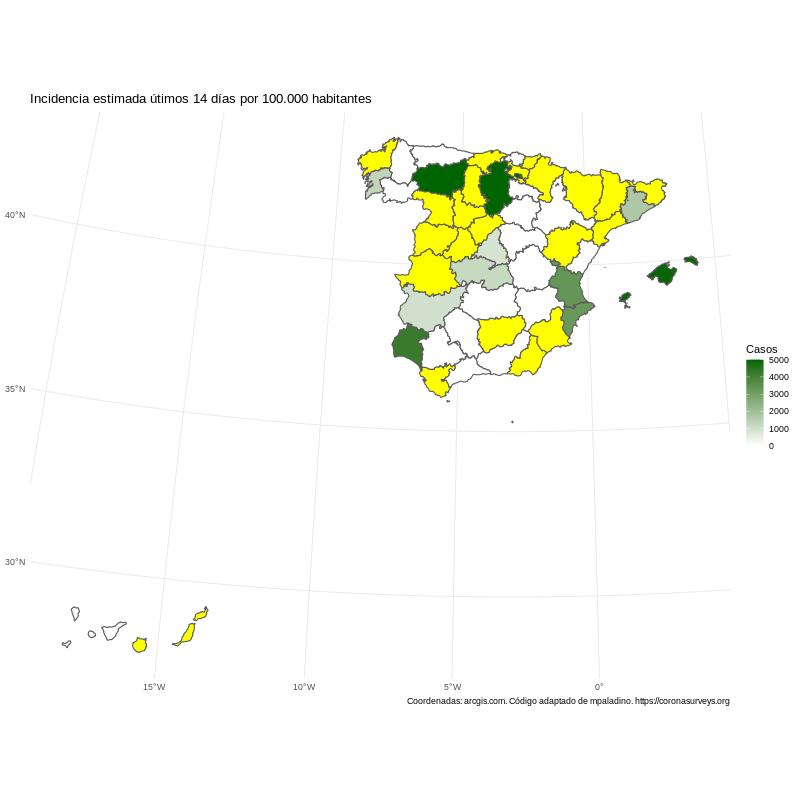 Incidencia estimada útimos 14 días por 100.000 habitantes
40°N
35°N
30°N
15°W
10°W
5°W
0°
Casos
5000
4000
3000
2000
1000
0
Coordenadas: arcgis.com. Código adaptado de mpaladino. https://coronasurveys.org